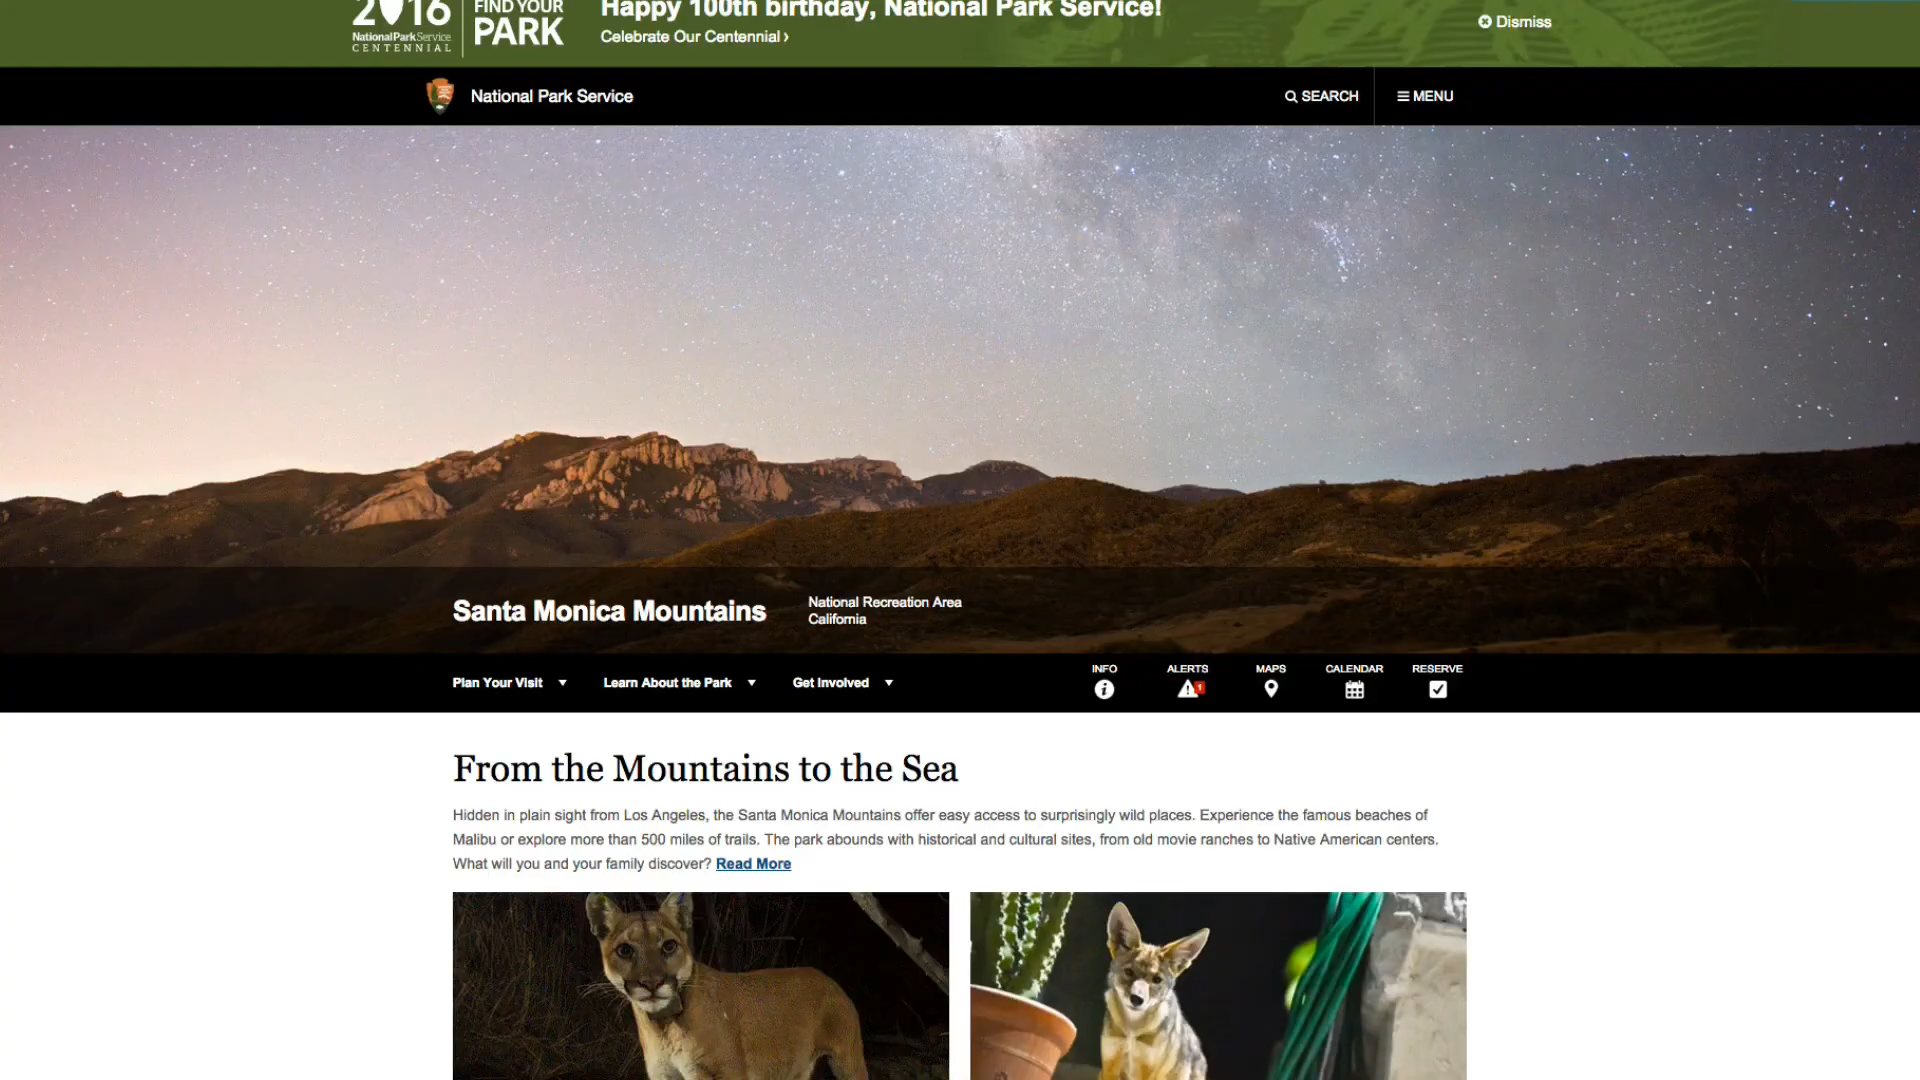 2016
National Park Service
CENTENNIAL
FIND YOUR
PARK
Happy 100th birthday, National Park Service!
Celebrate Our Centennial ›
Dismiss
National Park Service
SEARCH
MENU
Santa Monica Mountains
National Recreation Area
California
Plan Your Visit
Learn About the Park
Get Involved
INFO
ALERTS
1
MAPS
CALENDAR
RESERVE
From the Mountains to the Sea
Hidden in plain sight from Los Angeles, the Santa Monica Mountains offer easy access to surprisingly wild places. Experience the famous beaches of
Malibu or explore more than 500 miles of trails. The park abounds with historical and cultural sites, from old movie ranches to Native American centers.
What will you and your family discover? Read More